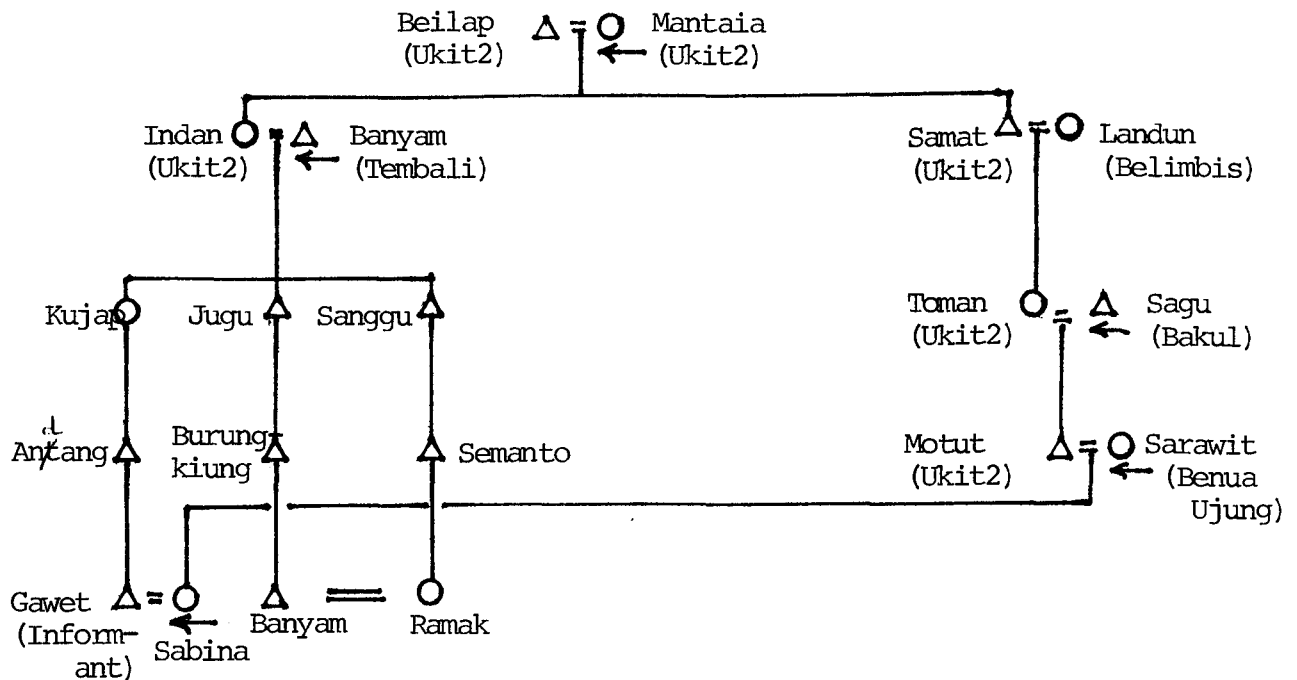 Beilap
(Ukit2)
Mantaia
(Ukit2)
Indan
(Ukit2)
Banyam
(Tembali)
Samat
(Ukit2)
Landun
(Belimbis)
Kujap
Jugu
Sanggu
Toman
(Ukit2)
Sagu
(Bakul)
Burung-
kiung
Semanto
Motut
(Ukit2)
Sarawit
(Benua
Ujung)
Gawet
(Inform-
ant)
Sabina
Banyam
Ramak